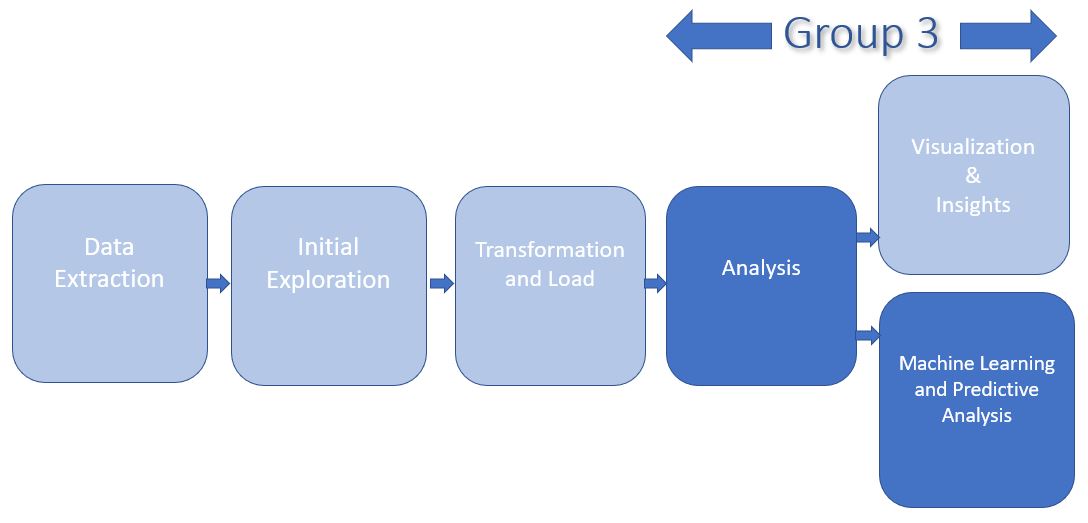 Group 3
Data
Extraction
Initial
Exploration
Transformation
and Load
Analysis
Visualization
&
Insights
Machine Learning
and Predictive
Analysis